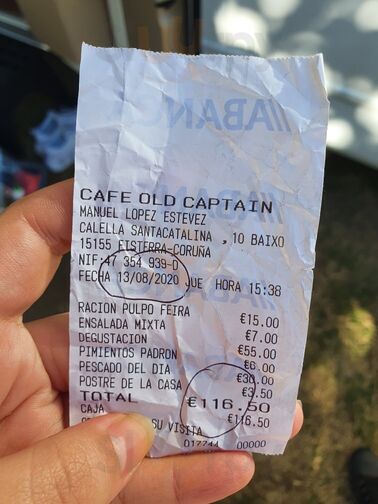 CAFE OLD CAPTAIN
MANUEL LOPEZ ESTEVEZ
CALELLA SANTACATALINA , 10 BAIXO
15155 FISTERRA-CORUÑA
NIF:47 354 939-D
FECHA 13/08/2020 JUE HORA 15:38
RACION PULPO FEIRA €15.00
ENSALADA MIXTA €7.00
DEGUSTACION €55.00
PIMIENTOS PADRON €6.00
PESCADO DEL DIA €30.00
POSTRE DE LA CASA €3.50
TOTAL €116.50
CAJA €116.50
SU VISITA
017744 00000
ABANCA